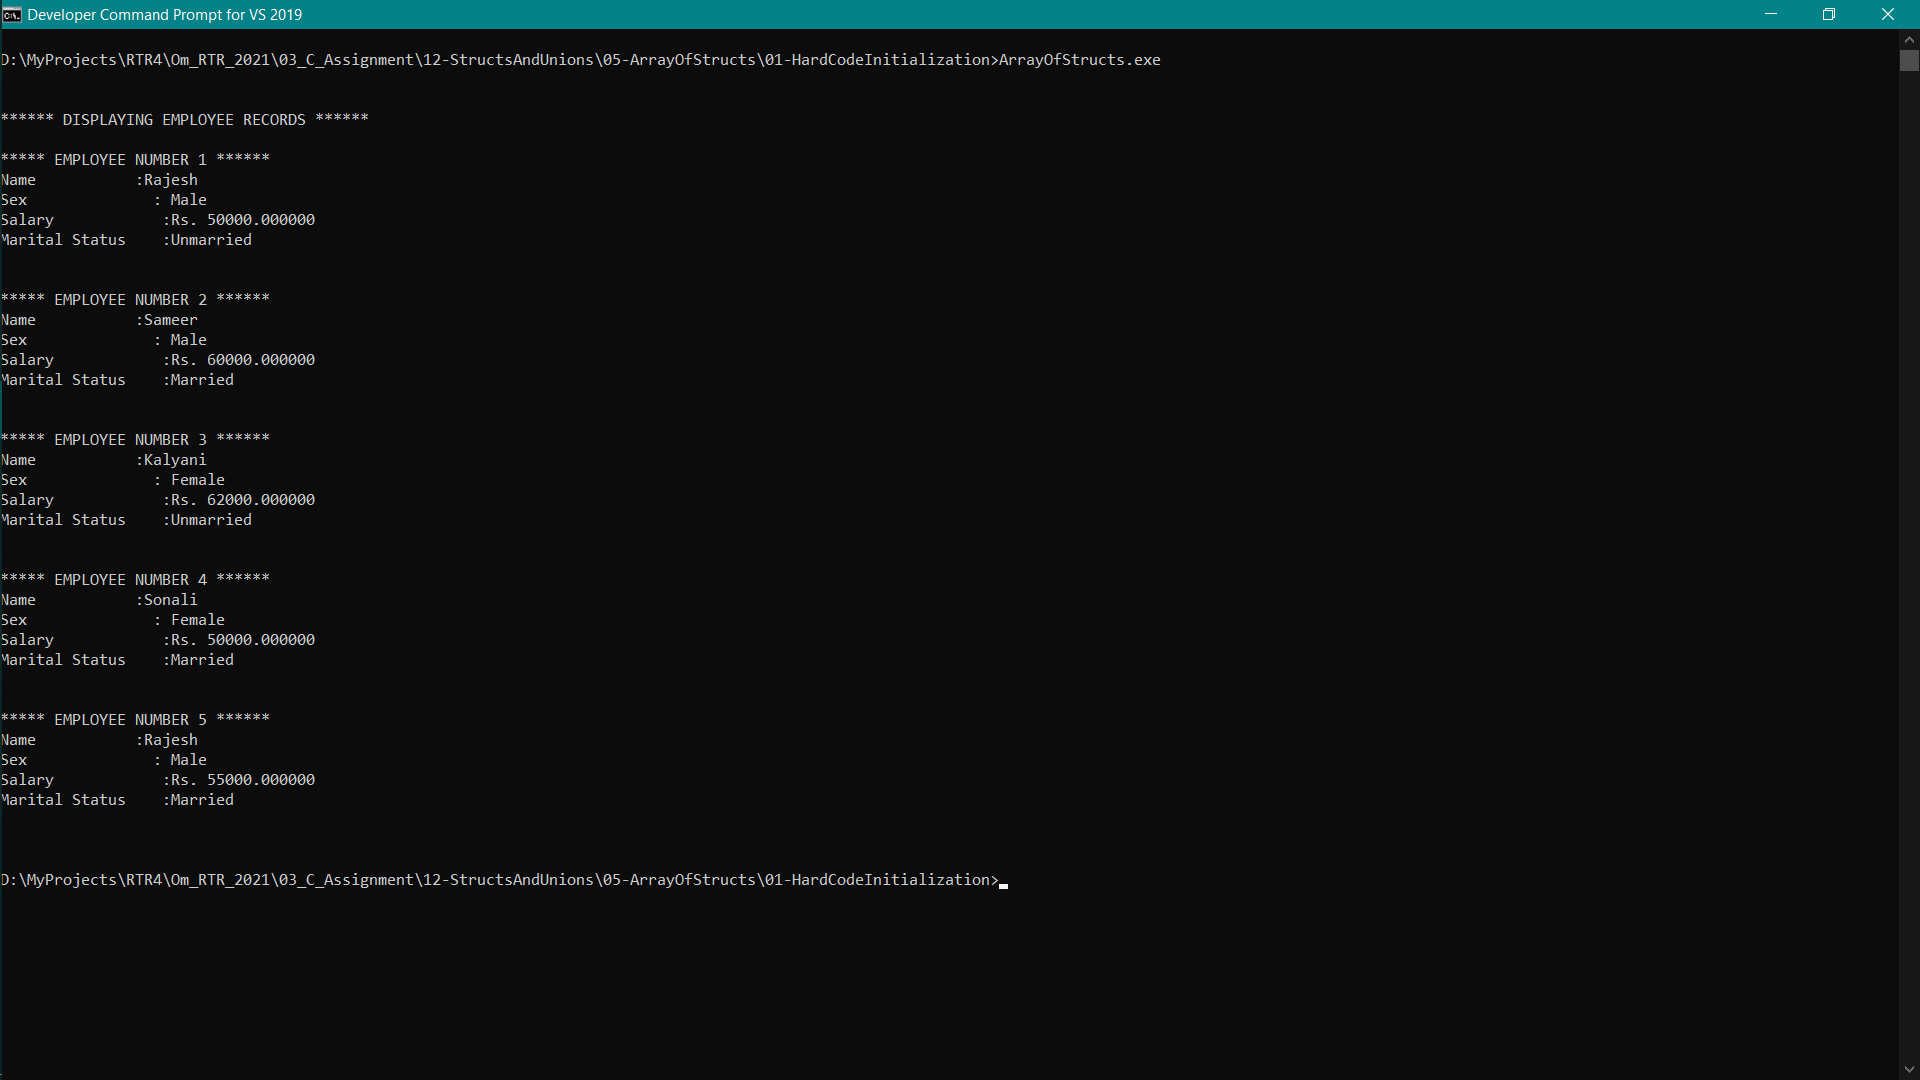 Developer Command Prompt for VS 2019
D:\MyProjects\RTR4\Om_RTR_2021\03_C_Assignment\12-StructsAndUnions\05-ArrayOfStructs\01-HardCodeInitialization>ArrayOfStructs.exe
****** DISPLAYING EMPLOYEE RECORDS ******
***** EMPLOYEE NUMBER 1 ******
Name           :Rajesh
Sex              : Male
Salary            :Rs. 50000.000000
Marital Status    :Unmarried
***** EMPLOYEE NUMBER 2 ******
Name           :Sameer
Sex              : Male
Salary            :Rs. 60000.000000
Marital Status    :Married
***** EMPLOYEE NUMBER 3 ******
Name           :Kalyani
Sex              : Female
Salary            :Rs. 62000.000000
Marital Status    :Unmarried
***** EMPLOYEE NUMBER 4 ******
Name           :Sonali
Sex              : Female
Salary            :Rs. 50000.000000
Marital Status    :Married
***** EMPLOYEE NUMBER 5 ******
Name           :Rajesh
Sex              : Male
Salary            :Rs. 55000.000000
Marital Status    :Married
D:\MyProjects\RTR4\Om_RTR_2021\03_C_Assignment\12-StructsAndUnions\05-ArrayOfStructs\01-HardCodeInitialization>